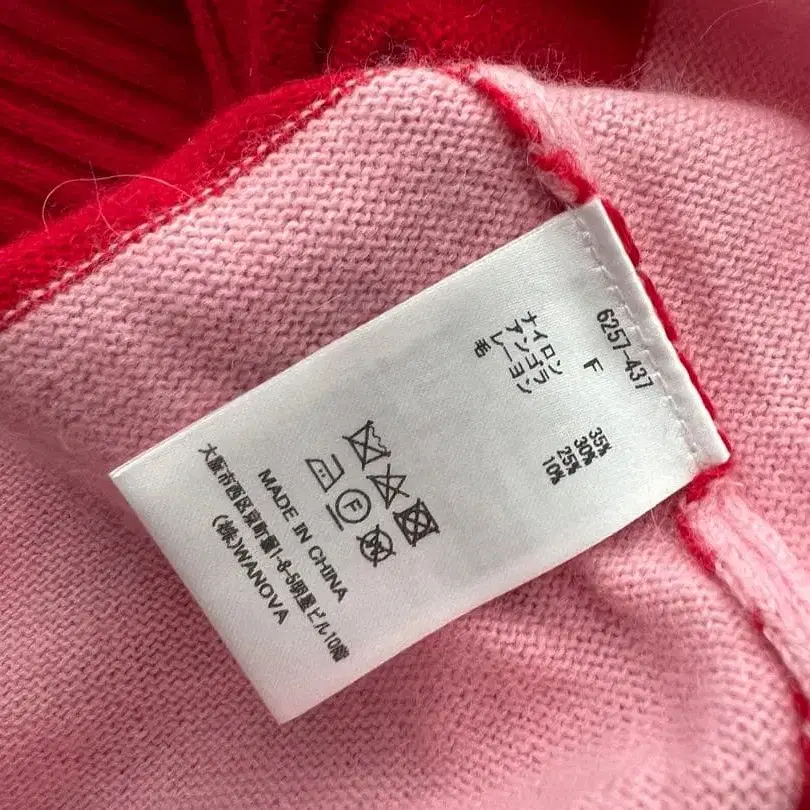 6257-437
F
ナイロン 35%
アンゴラ 30%
レーヨン 25%
毛 10%
F
MADE IN CHINA
大阪市西区京町堀1-8-5明星ビル10階
(株)WANOVA